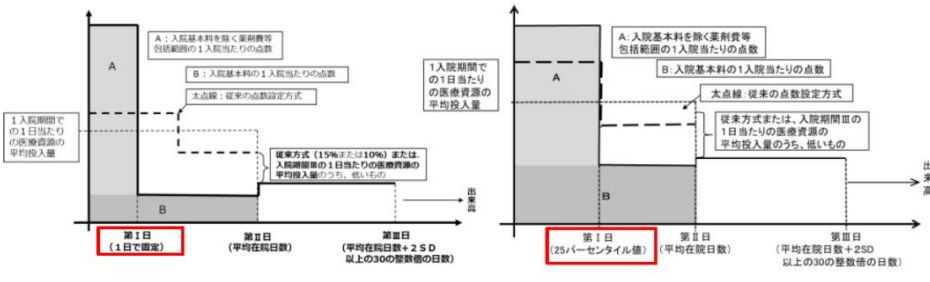 A：入院基本料を除く薬剤費等
包括範囲の１入院当たりの点数
A
B：入院基本料の１入院当たりの点数
太点線：従来の点数設定方式
１入院期間で
の１日当たり
の医療資源の
平均投入量
従来方式（15％または10％）または、
入院期間Ⅲの１日当たりの医療資源の
平均投入量のうち、低いもの
B
出来高
第Ⅰ日
（１日で固定）
第Ⅱ日
（平均在院日数）
第Ⅲ日
（平均在院日数＋２SD
以上の30の整数倍の日数）
A：入院基本料を除く薬剤費等
包括範囲の１入院当たりの点数
B：入院基本料の１入院当たりの点数
１入院期間で
の１日当たり
の医療資源の
平均投入量
A
太点線：従来の点数設定方式
従来方式または、入院期間Ⅲの
１日当たりの医療資源の
平均投入量のうち、低いもの
B
出来高
第Ⅰ日
（25パーセンタイル値）
第Ⅱ日
（平均在院日数）
第Ⅲ日
（平均在院日数＋2SD
以上の30の整数倍の日数）